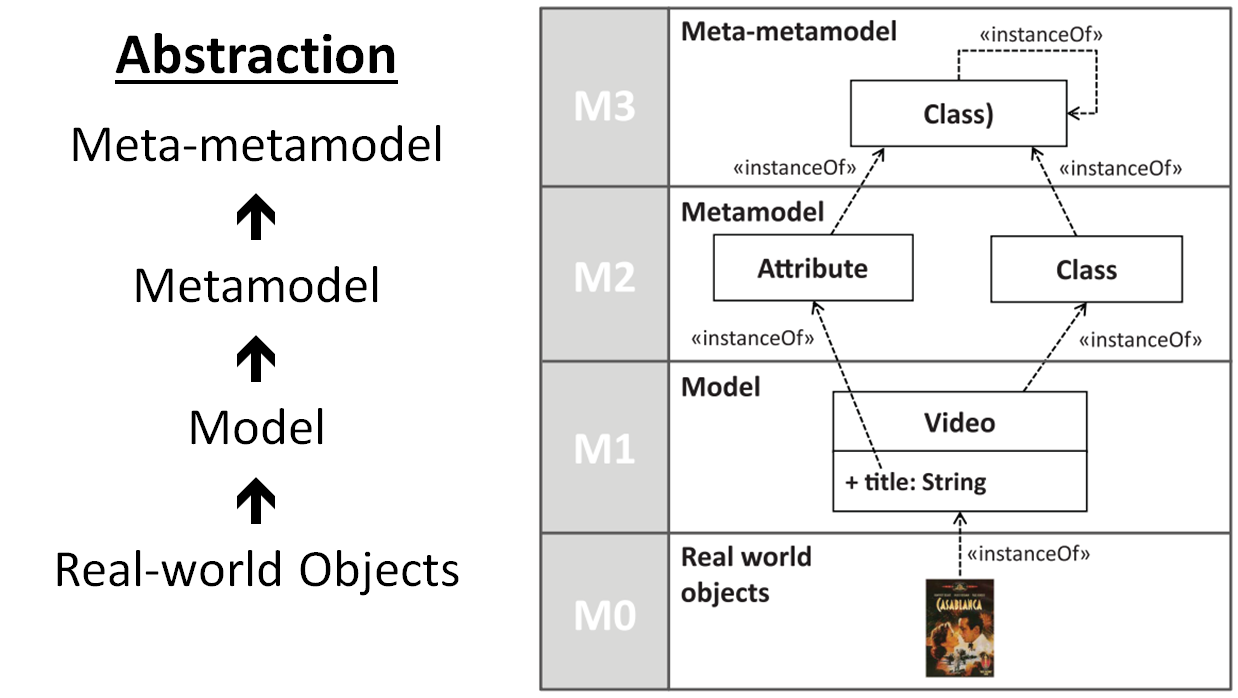 Abstraction
Meta-metamodel
Metamodel
Model
Real-world Objects
M3
Meta-metamodel
«instanceOf»
Class)
«instanceOf»
«instanceOf»
M2
Metamodel
Attribute
Class
«instanceOf»
«instanceOf»
M1
Model
Video
+ title: String
M0
Real world
objects
«instanceOf»
CASABLANCA